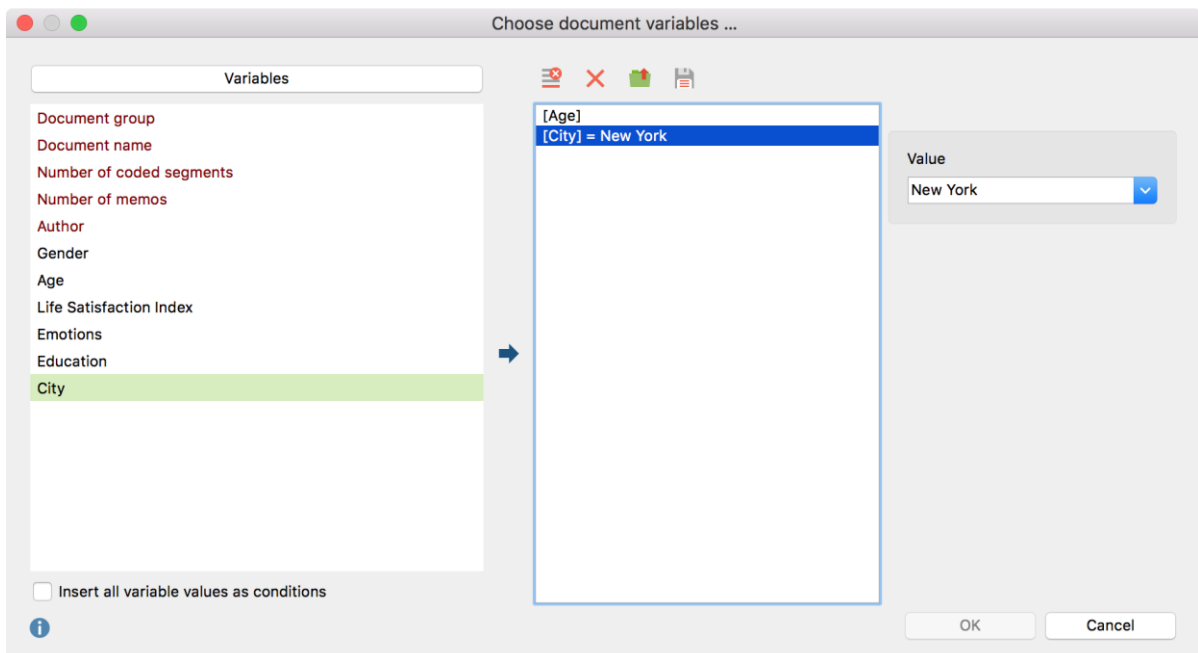 Choose document variables ...
Variables
Document group
Document name
Number of coded segments
Number of memos
Author
Gender
Age
Life Satisfaction Index
Emotions
Education
City
Insert all variable values as conditions
[Age]
[City] = New York
Value
New York
OK
Cancel